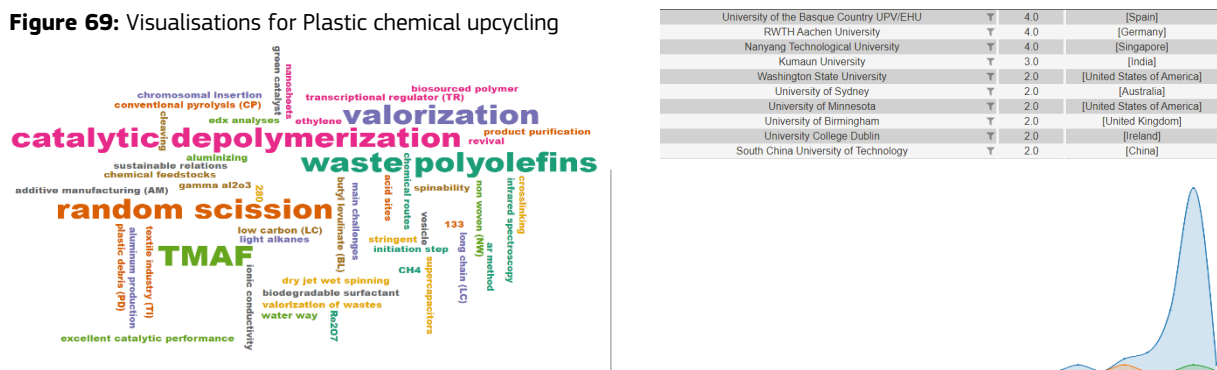 Figure 69: Visualisations for Plastic chemical upcycling
green catalyst
nanosheets
chromosomal insertion
biosourced polymer
transcriptional regulator (TR)
conventional pyrolysis (CP)
cleaving
edx analyses
ethylene
valorization
product purification
catalytic depolymerization
revival
aluminizing
waste polyolefins
sustainable relations
chemical feedstocks
additive manufacturing (AM)
gamma al2o3
280
butyl levulinate (BL)
main challenges
acid sites
chemical routes
spinability
non woven (NW)
infrared spectroscopy
crosslinking
random scission
low carbon (LC)
light alkanes
TMAF
vesicle
133
stringent
initiation step
long chain (LC)
ar method
plastic debris (PD)
aluminum production
textile industry (TI)
ionic conductivity
CH4
supercapacitors
dry jet wet spinning
biodegradable surfactant
valorization of wastes
water way
Re2O7
excellent catalytic performance
University of the Basque Country UPV/EHU 4.0 [Spain]
RWTH Aachen University 4.0 [Germany]
Nanyang Technological University 4.0 [Singapore]
Kumaun University 3.0 [India]
Washington State University 2.0 [United States of America]
University of Sydney 2.0 [Australia]
University of Minnesota 2.0 [United States of America]
University of Birmingham 2.0 [United Kingdom]
University College Dublin 2.0 [Ireland]
South China University of Technology 2.0 [China]